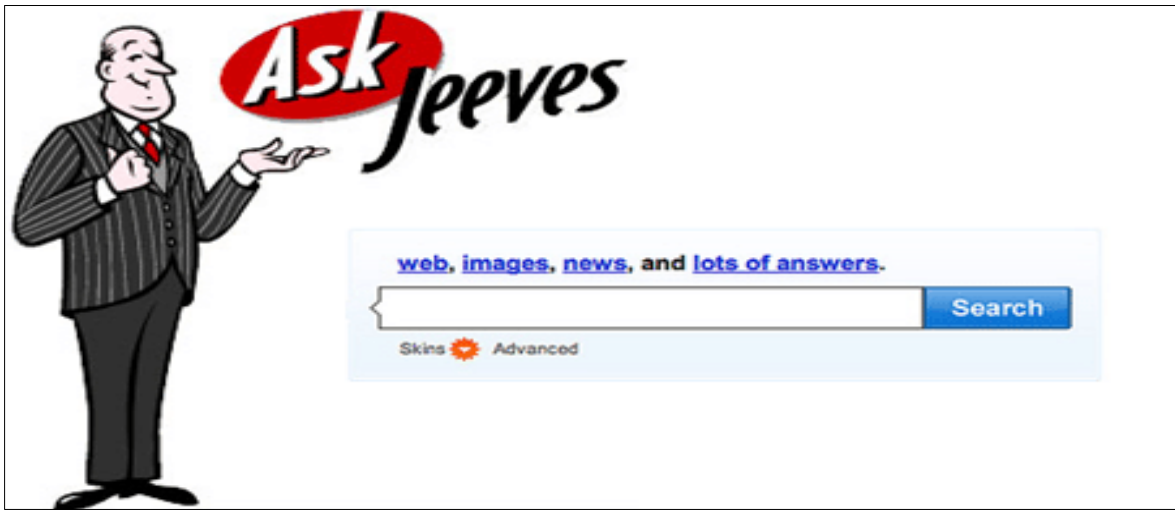 Ask
Jeeves
web, images, news, and lots of answers.
Search
Skins Advanced